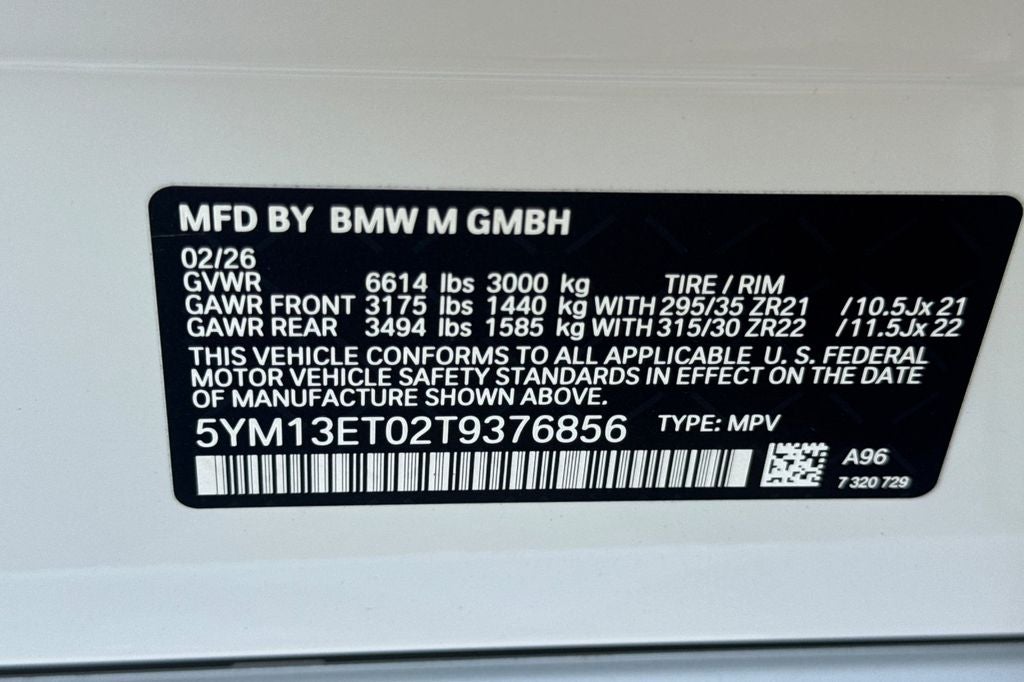 MFD BY BMW M GMBH
02/26
GVWR 6614 lbs 3000 kg TIRE / RIM
GAWR FRONT 3175 lbs 1440 kg WITH 295/35 ZR21 /10.5Jx 21
GAWR REAR 3494 lbs 1585 kg WITH 315/30 ZR22 /11.5Jx 22
THIS VEHICLE CONFORMS TO ALL APPLICABLE U. S. FEDERAL
MOTOR VEHICLE SAFETY STANDARDS IN EFFECT ON THE DATE
OF MANUFACTURE SHOWN ABOVE.
5YM13ET02T9376856 TYPE: MPV
A96
7 320 729